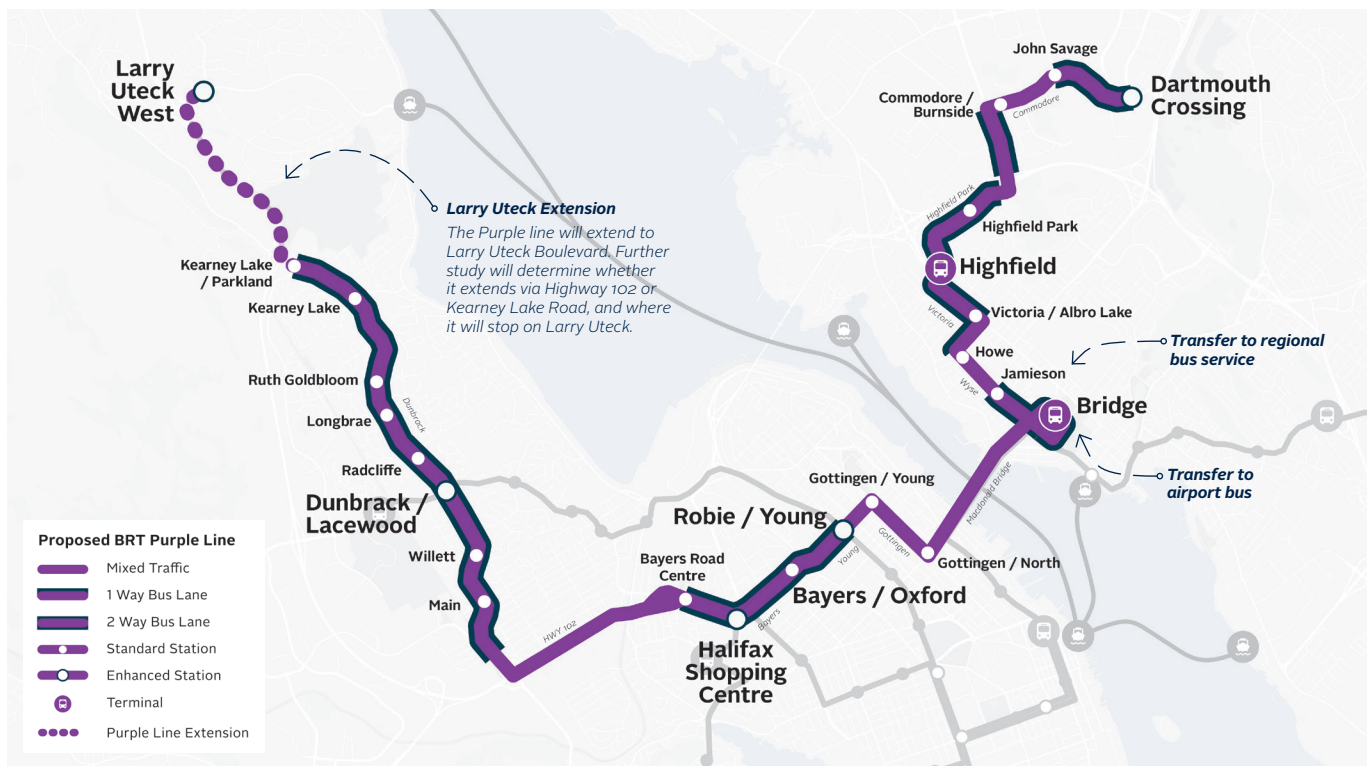 Larry
Uteck
West
John Savage
Dartmouth
Crossing
Commodore /
Burnside
Commodore
Larry Uteck Extension
The Purple line will extend to
Larry Uteck Boulevard. Further
study will determine whether
it extends via Highway 102 or
Kearney Lake Road, and where
it will stop on Larry Uteck.
Highfield Park
Highfield Park
Highfield
Kearney Lake
/ Parkland
Kearney Lake
Victoria
Victoria / Albro Lake
Howe
Transfer to regional
bus service
Jamieson
Wyse
Ruth Goldbloom
Dunbrack
Longbrae
Bridge
Radcliffe
Macdonald Bridge
Transfer to
airport bus
Gottingen / Young
Dunbrack /
Lacewood
Robie / Young
Gottingen
Young
Willett
Bayers Road
Centre
Gottingen / North
Bayers / Oxford
Main
Bayers
HWY 102
Halifax
Shopping
Centre
Proposed BRT Purple Line
Mixed Traffic
1 Way Bus Lane
2 Way Bus Lane
Standard Station
Enhanced Station
Terminal
Purple Line Extension